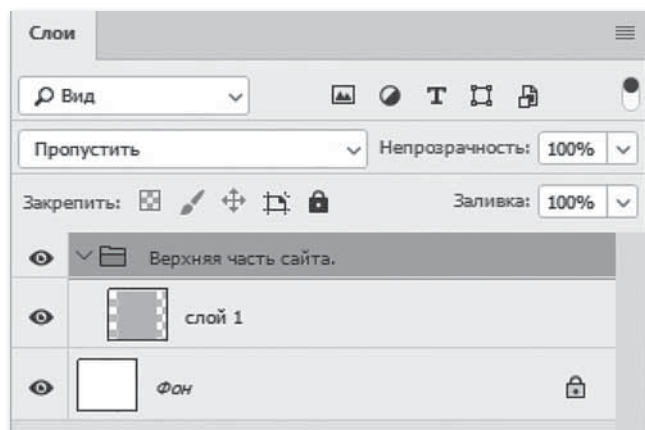 Слои
Вид
Пропустить Непрозрачность: 100%
Закрепить: Заливка: 100%
Верхняя часть сайта.
слой 1
Фон